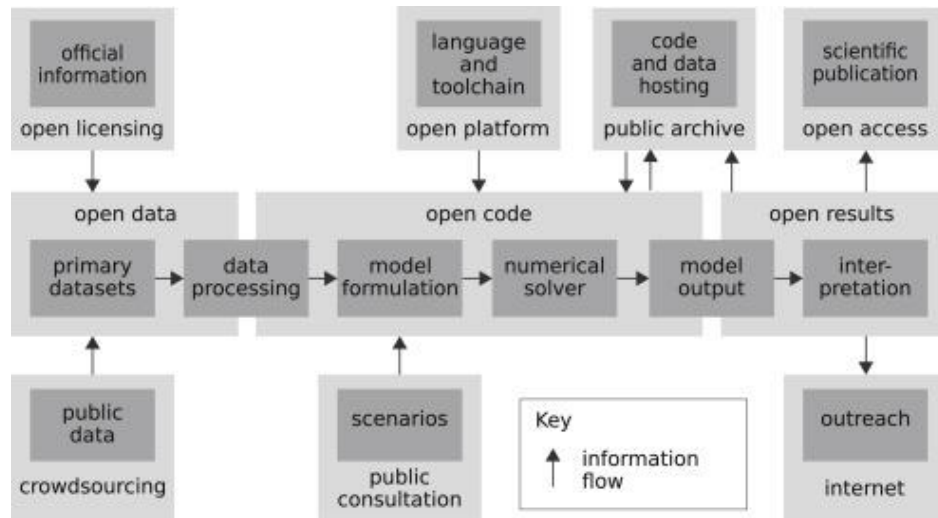 official
information
open licensing
language
and
toolchain
open platform
code
and data
hosting
public archive
scientific
publication
open access
open data
open code
open results
primary
datasets
data
processing
model
formulation
numerical
solver
model
output
inter-
pretation
public
data
crowdsourcing
scenarios
public
consultation
Key
information
flow
outreach
internet